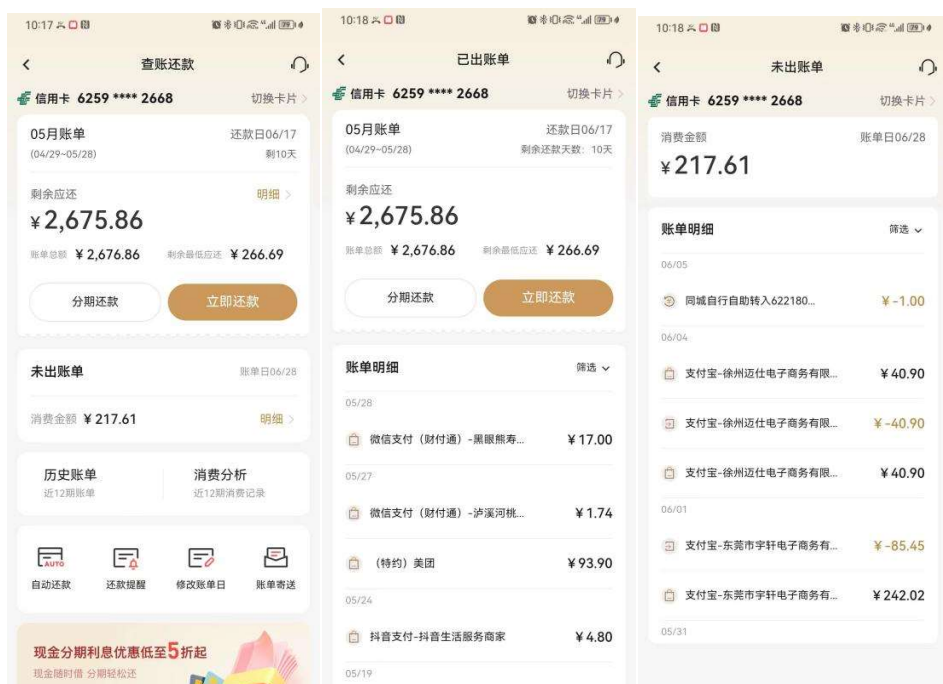 10:17
查账还款
信用卡 6259 **** 2668
切换卡片
05月账单
还款日06/17
(04/29~05/28)
剩10天
剩余应还
明细
¥2,675.86
账单总额 ¥2,676.86
剩余最低应还 ¥266.69
分期还款
立即还款
未出账单
账单日06/28
消费金额 ¥217.61
明细
历史账单
近12期账单
消费分析
近12期消费记录
AUTO
自动还款
还款提醒
修改账单日
账单寄送
现金分期利息优惠低至5折起
现金随时借 分期轻松还
10:18
已出账单
信用卡 6259 **** 2668
切换卡片
05月账单
还款日06/17
(04/29~05/28)
剩余还款天数: 10天
剩余应还
¥2,675.86
账单总额 ¥2,676.86
剩余最低应还 ¥266.69
分期还款
立即还款
账单明细
筛选
05/28
微信支付（财付通）-黑眼熊寿...
¥17.00
05/27
微信支付（财付通）-泸溪河桃...
¥1.74
（特约）美团
¥93.90
05/24
抖音支付-抖音生活服务商家
¥4.80
05/19
10:18
未出账单
信用卡 6259 **** 2668
切换卡片
消费金额
账单日06/28
¥217.61
账单明细
筛选
06/05
同城自行自助转入622180...
¥-1.00
06/04
支付宝-徐州迈仕电子商务有限...
¥40.90
支付宝-徐州迈仕电子商务有限...
¥-40.90
支付宝-徐州迈仕电子商务有限...
¥40.90
06/01
支付宝-东莞市宇轩电子商务有...
¥-85.45
支付宝-东莞市宇轩电子商务有...
¥242.02
05/31